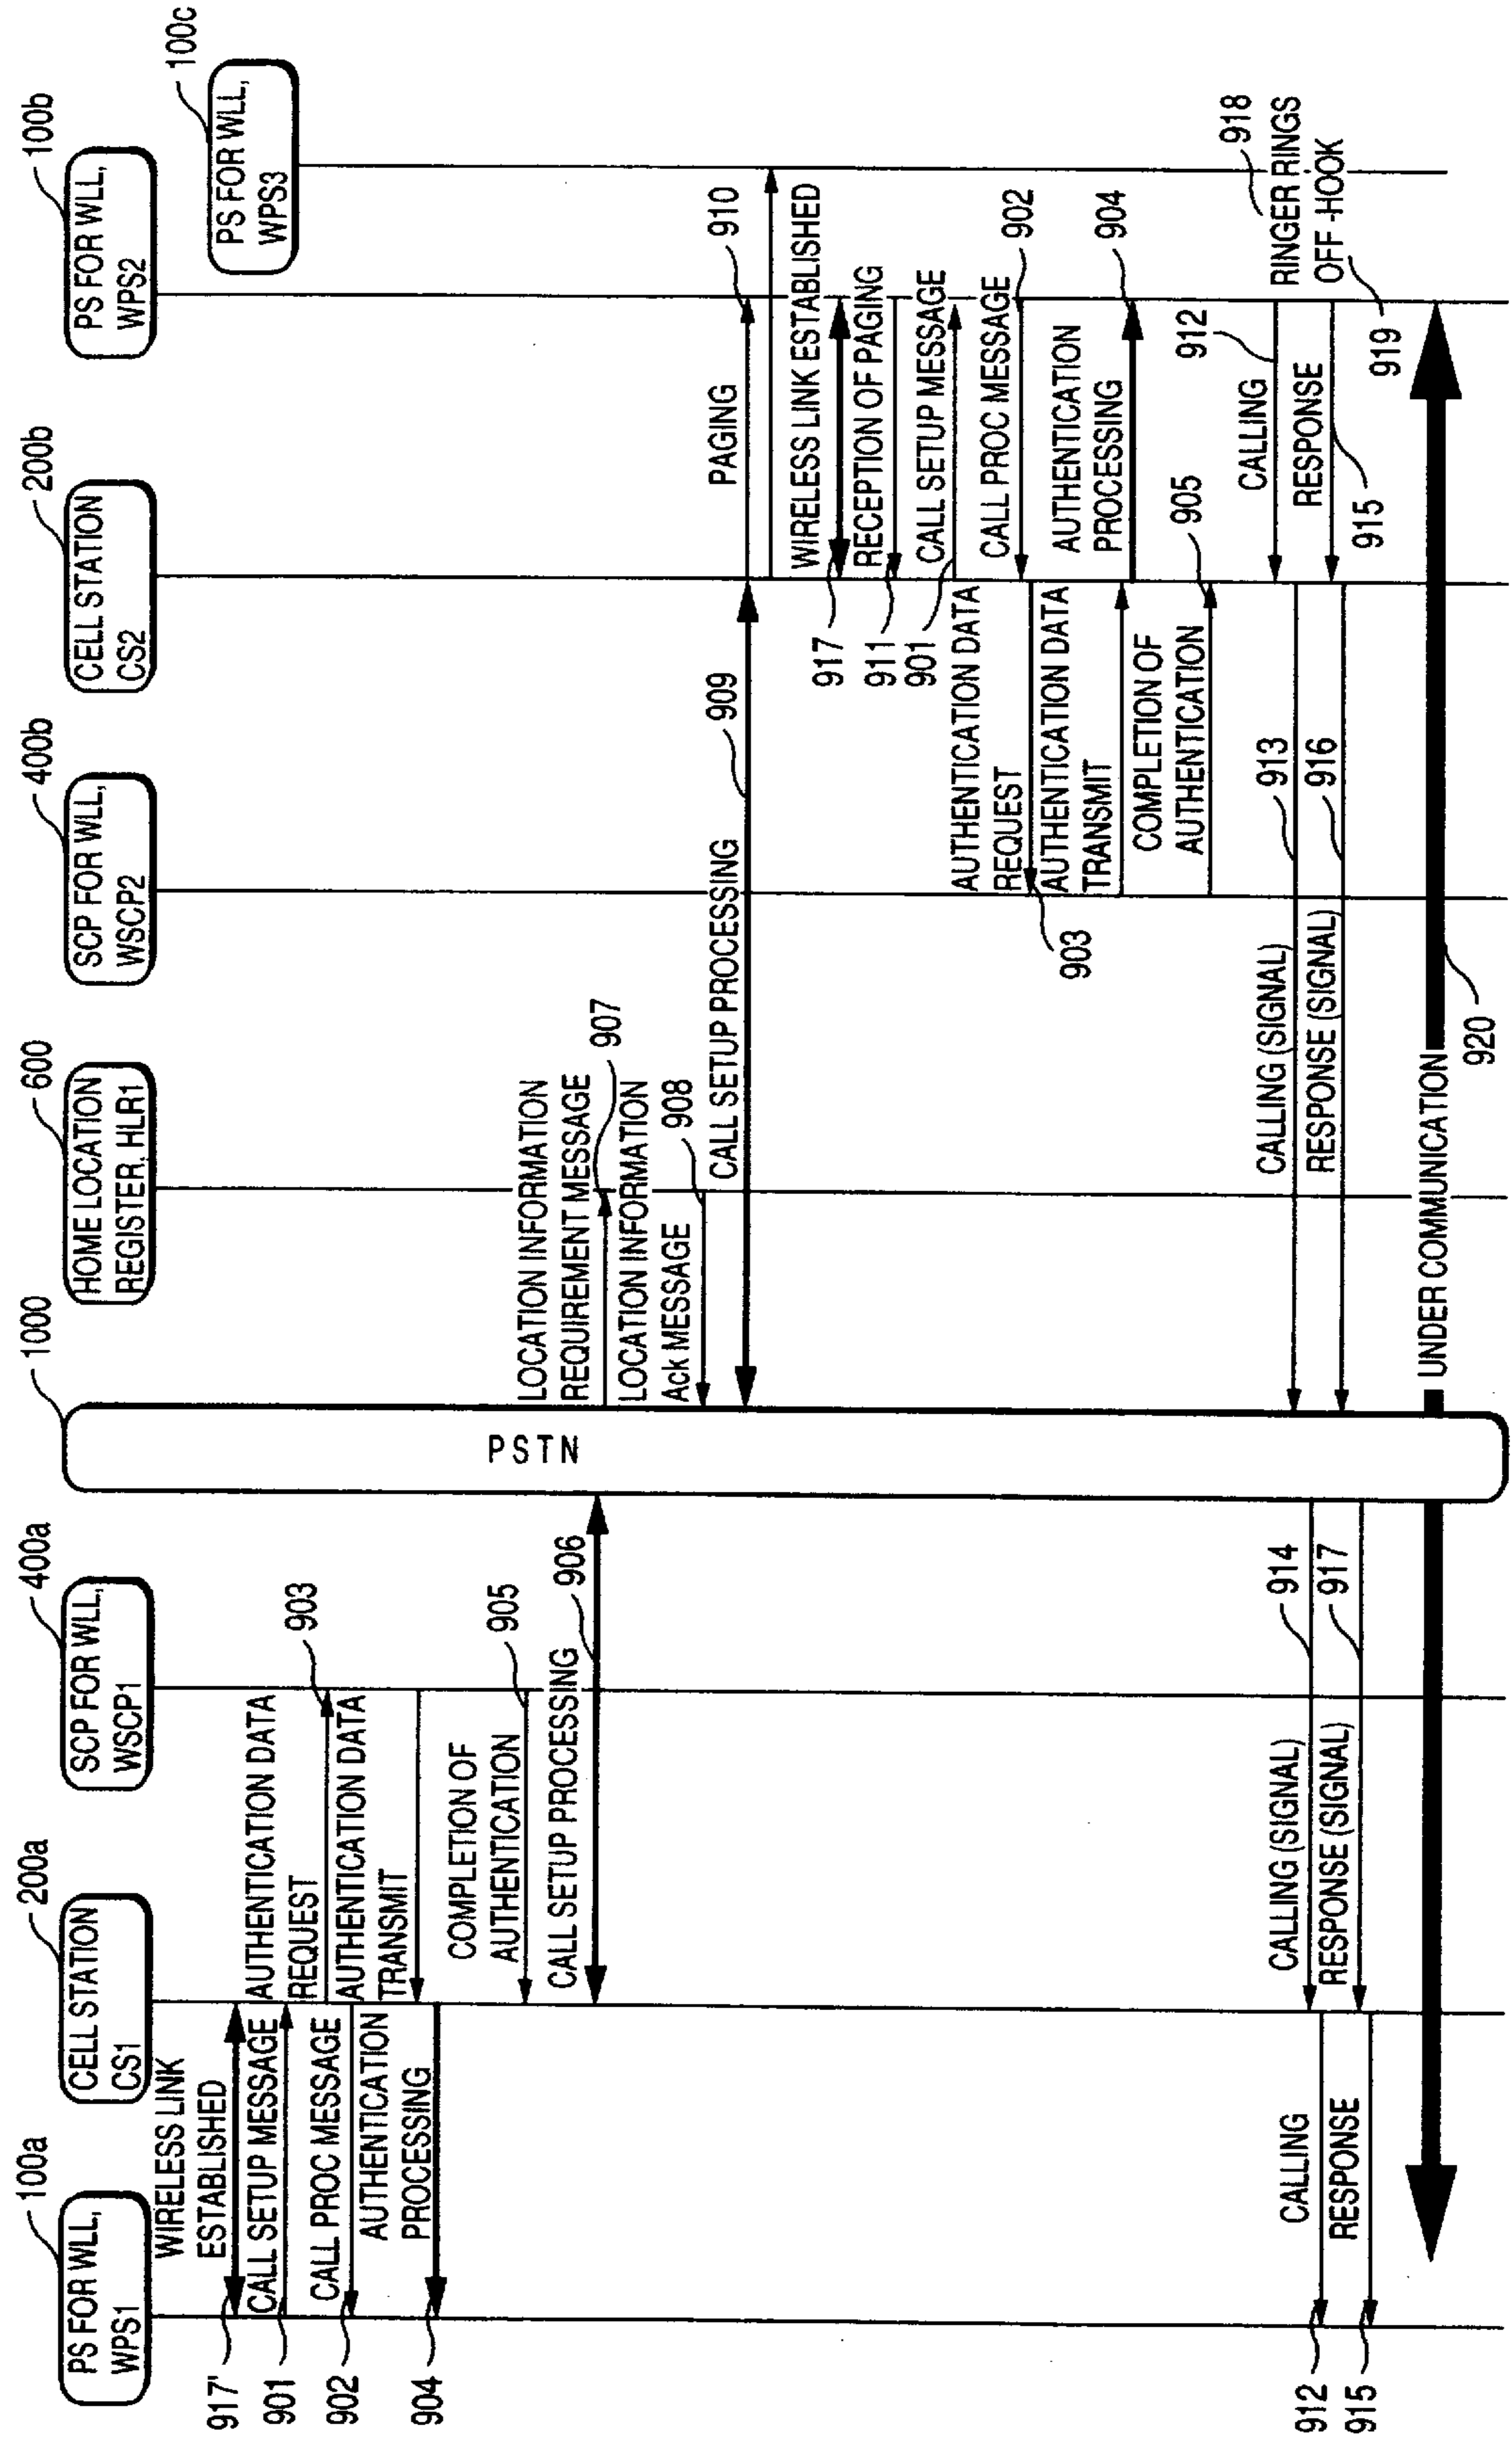 100a
PS FOR WLL,
WPS1
200a
CELL STATION
CS1
400a
SCP FOR WLL,
WSCP1
1000
PSTN
600
HOME LOCATION
REGISTER, HLR1
400b
SCP FOR WLL,
WSCP2
200b
CELL STATION
CS2
100b
PS FOR WLL,
WPS2
100c
PS FOR WLL,
WPS3
WIRELESS LINK
ESTABLISHED
917'
CALL SETUP MESSAGE
901
AUTHENTICATION DATA
REQUEST
903
CALL PROC MESSAGE
902
AUTHENTICATION DATA
TRANSMIT
AUTHENTICATION
PROCESSING
904
COMPLETION OF
AUTHENTICATION
905
CALL SETUP PROCESSING
906
LOCATION INFORMATION
REQUIREMENT MESSAGE
907
LOCATION INFORMATION
Ack MESSAGE
908
CALL SETUP PROCESSING
909
PAGING
910
WIRELESS LINK ESTABLISHED
917
RECEPTION OF PAGING
911
CALL SETUP MESSAGE
901
CALL PROC MESSAGE
902
AUTHENTICATION DATA
REQUEST
903
AUTHENTICATION DATA
TRANSMIT
AUTHENTICATION
PROCESSING
904
COMPLETION OF
AUTHENTICATION
905
918
RINGER RINGS
OFF -HOOK
919
CALLING
912
RESPONSE
915
CALLING (SIGNAL)
913
RESPONSE (SIGNAL)
916
CALLING (SIGNAL)
914
RESPONSE (SIGNAL)
917
CALLING
912
RESPONSE
915
UNDER COMMUNICATION
920